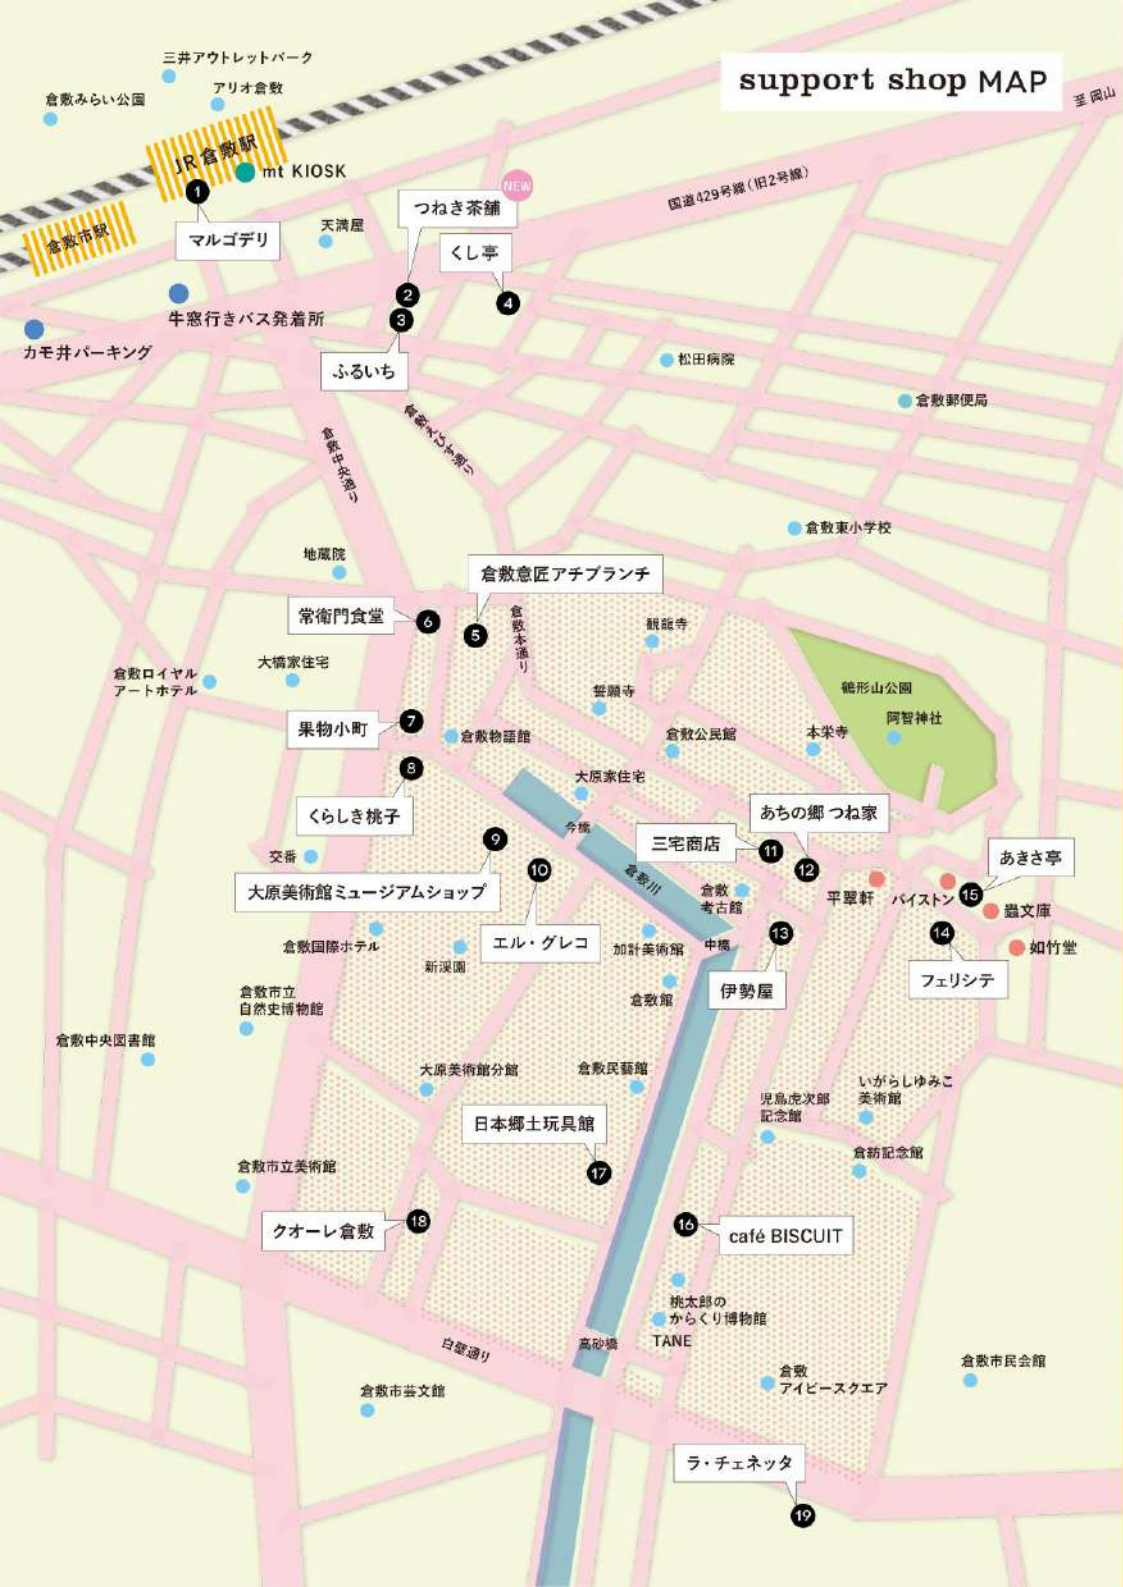 support shop MAP
三井アウトレットパーク
アリオ倉敷
倉敷みらい公園
至 岡山
JR 倉敷駅
mt KIOSK
1
マルゴデリ
倉敷市駅
NEW
つねき茶舗
国道429号線(旧2号線)
天満屋
くし亭
2
3
4
牛窓行きバス発着所
カモ井パーキング
ふるいち
松田病院
倉敷郵便局
倉敷えびす通り
倉敷中央通り
倉敷東小学校
地蔵院
倉敷意匠アチブランチ
常衛門食堂
6
5
倉敷本通り
観龍寺
大橋家住宅
倉敷ロイヤル
アートホテル
誓願寺
鶴形山公園
阿智神社
果物小町
7
倉敷物語館
倉敷公民館
本栄寺
8
大原家住宅
くらしき桃子
あちの郷 つね家
今橋
三宅商店
11
9
交番
10
倉敷川
12
あきさ亭
大原美術館ミュージアムショップ
倉敷
考古館
平翠軒
バイストン
15
蟲文庫
倉敷国際ホテル
エル・グレコ
加計美術館
中橋
13
14
如竹堂
新渓園
フェリシテ
倉敷市立
自然史博物館
倉敷館
伊勢屋
倉敷中央図書館
大原美術館分館
倉敷民藝館
いがらしゆみこ
美術館
児島虎次郎
記念館
日本郷土玩具館
倉紡記念館
17
倉敷市立美術館
クオーレ倉敷
18
16
café BISCUIT
桃太郎の
からくり博物館
TANE
高砂橋
白壁通り
倉敷市民会館
倉敷
アイビースクエア
倉敷市芸文館
ラ・チェネッタ
19